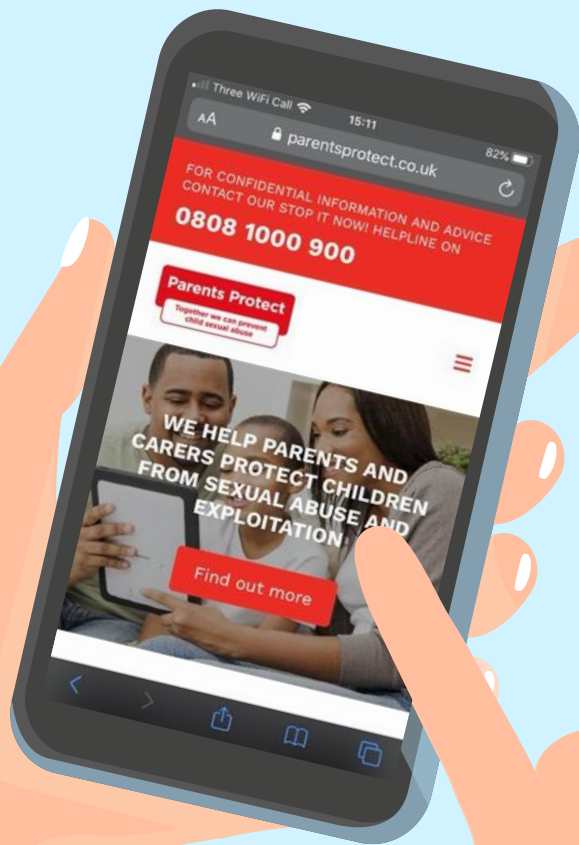 Three WiFi Call
15:11
82%
AA
parentsprotect.co.uk
FOR CONFIDENTIAL INFORMATION AND ADVICE
CONTACT OUR STOP IT NOW! HELPLINE ON
0808 1000 900
Parents Protect
Together we can prevent
child sexual abuse
WE HELP PARENTS AND
CARERS PROTECT CHILDREN
FROM SEXUAL ABUSE AND
EXPLOITATION
Find out more